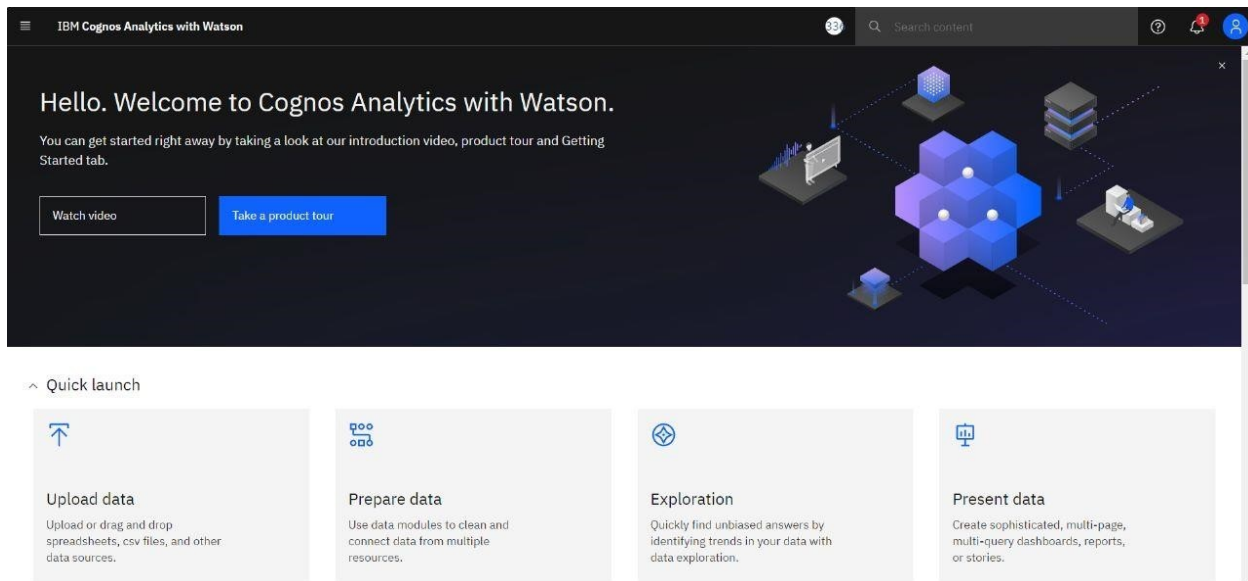 IBM Cognos Analytics with Watson
Search content
1
Hello. Welcome to Cognos Analytics with Watson.
You can get started right away by taking a look at our introduction video, product tour and Getting
Started tab.
Watch video
Take a product tour
Quick launch
Upload data
Upload or drag and drop
spreadsheets, csv files, and other
data sources.
Prepare data
Use data modules to clean and
connect data from multiple
resources.
Exploration
Quickly find unbiased answers by
identifying trends in your data with
data exploration.
Present data
Create sophisticated, multi-page,
multi-query dashboards, reports,
or stories.